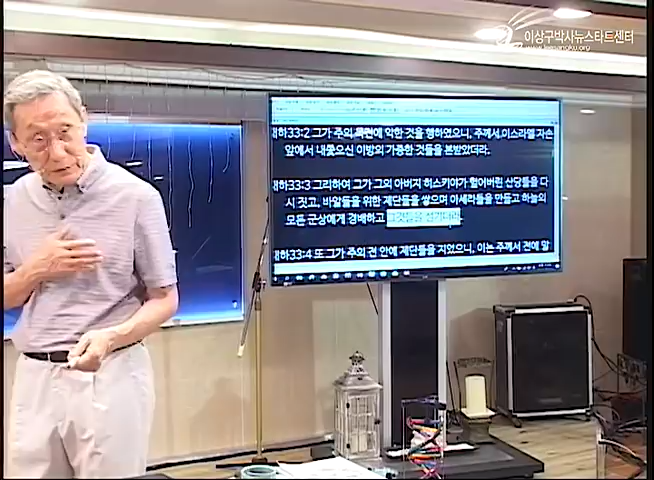 이상구박사뉴스타트센터
www.leesangku.org
대하33:2 그가 주의 목전에 악한 것을 행하였으니, 주께서 이스라엘 자손
앞에서 내쫓으신 이방의 가증한 것들을 본받았더라.
대하33:3 그리하여 그가 그의 아버지 히스키야가 헐어버린 산당들을 다
시 짓고, 바알들을 위한 제단들을 쌓으며 아세라들을 만들고 하늘의
모든 군상에게 경배하고 그것들을 섬기더라.
대하33:4 또 그가 주의 전 안에 제단들을 지었으니, 이는 주께서 전에 말